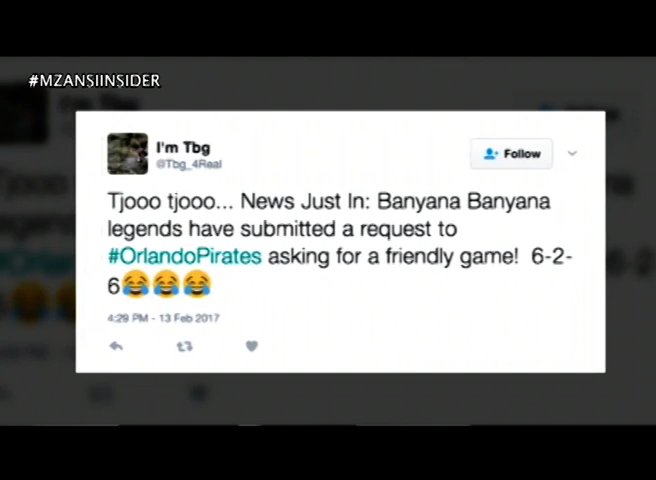 #MZANSIINSIDER
I'm Tbg
@Tbg_4Real
Follow
Tjooo tjooo... News Just In: Banyana Banyana
legends have submitted a request to
#OrlandoPirates asking for a friendly game! 6-2-
6😂😂😂
4:29 PM - 13 Feb 2017